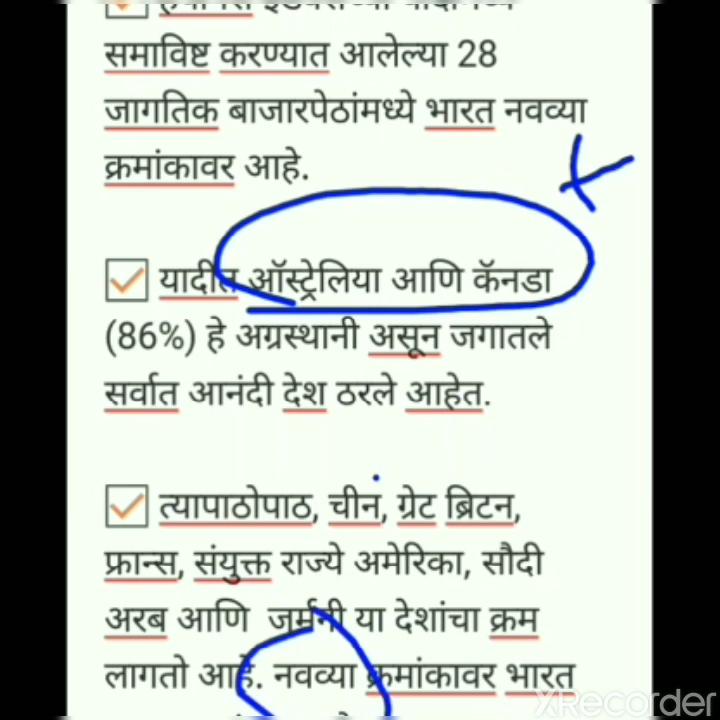 समाविष्ट करण्यात आलेल्या 28
जागतिक बाजारपेठांमध्ये भारत नवव्या
क्रमांकावर आहे.
यादीत ऑस्ट्रेलिया आणि कॅनडा
(86%) हे अग्रस्थानी असून जगातले
सर्वात आनंदी देश ठरले आहेत.
त्यापाठोपाठ, चीन, ग्रेट ब्रिटन,
फ्रान्स, संयुक्त राज्ये अमेरिका, सौदी
अरब आणि जर्मनी या देशांचा क्रम
लागतो आहे. नवव्या क्रमांकावर भारत
XRecorder